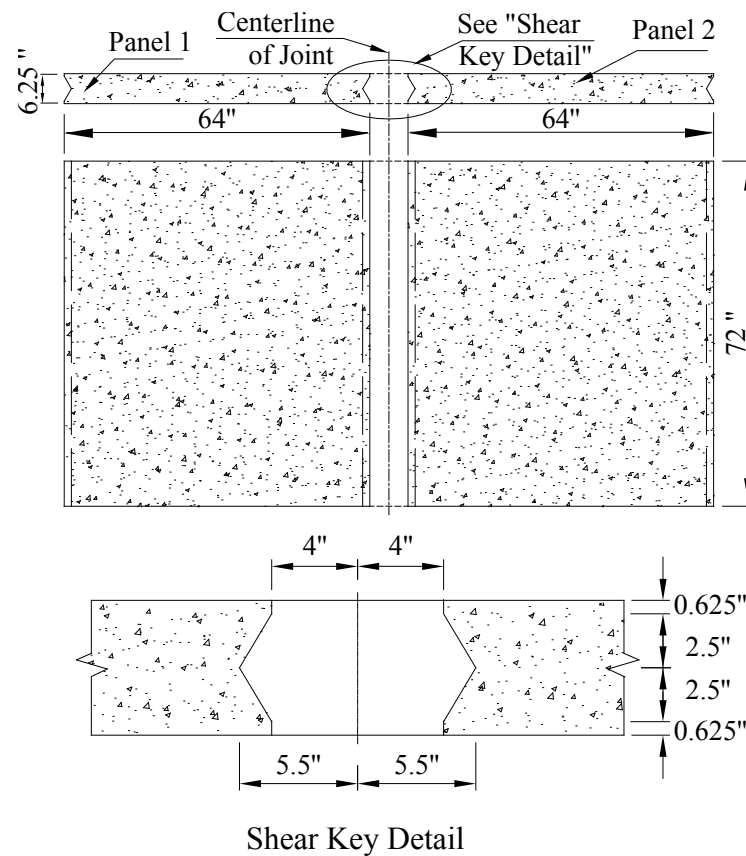 Panel 1
Centerline
of Joint
See "Shear
Key Detail"
Panel 2
6.25 "
64"
64"
72"
4"
4"
0.625"
2.5"
2.5"
0.625"
5.5"
5.5"
Shear Key Detail